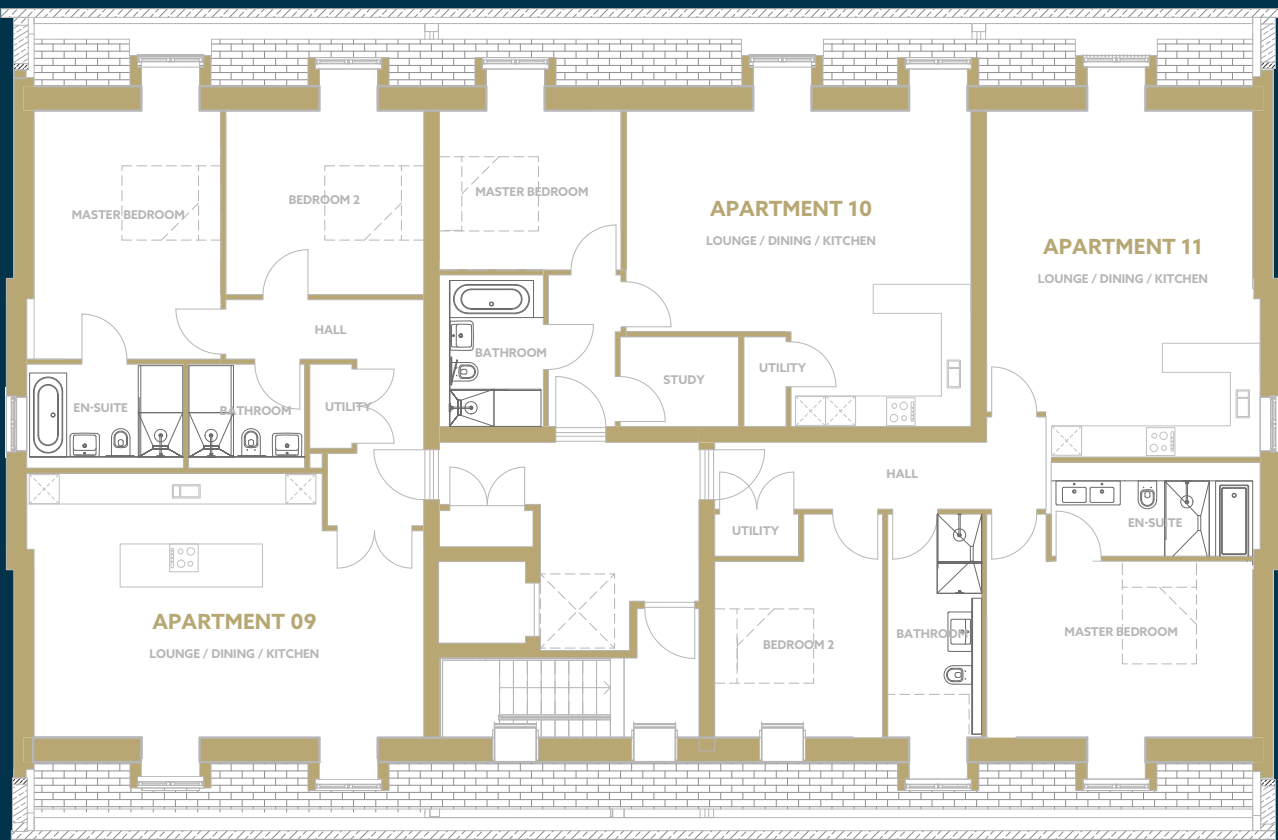 MASTER BEDROOM
BEDROOM 2
HALL
EN-SUITE
BATHROOM
UTILITY
APARTMENT 09
LOUNGE / DINING / KITCHEN
MASTER BEDROOM
APARTMENT 10
LOUNGE / DINING / KITCHEN
BATHROOM
STUDY
UTILITY
APARTMENT 11
LOUNGE / DINING / KITCHEN
HALL
UTILITY
EN-SUITE
BEDROOM 2
BATHROOM
MASTER BEDROOM